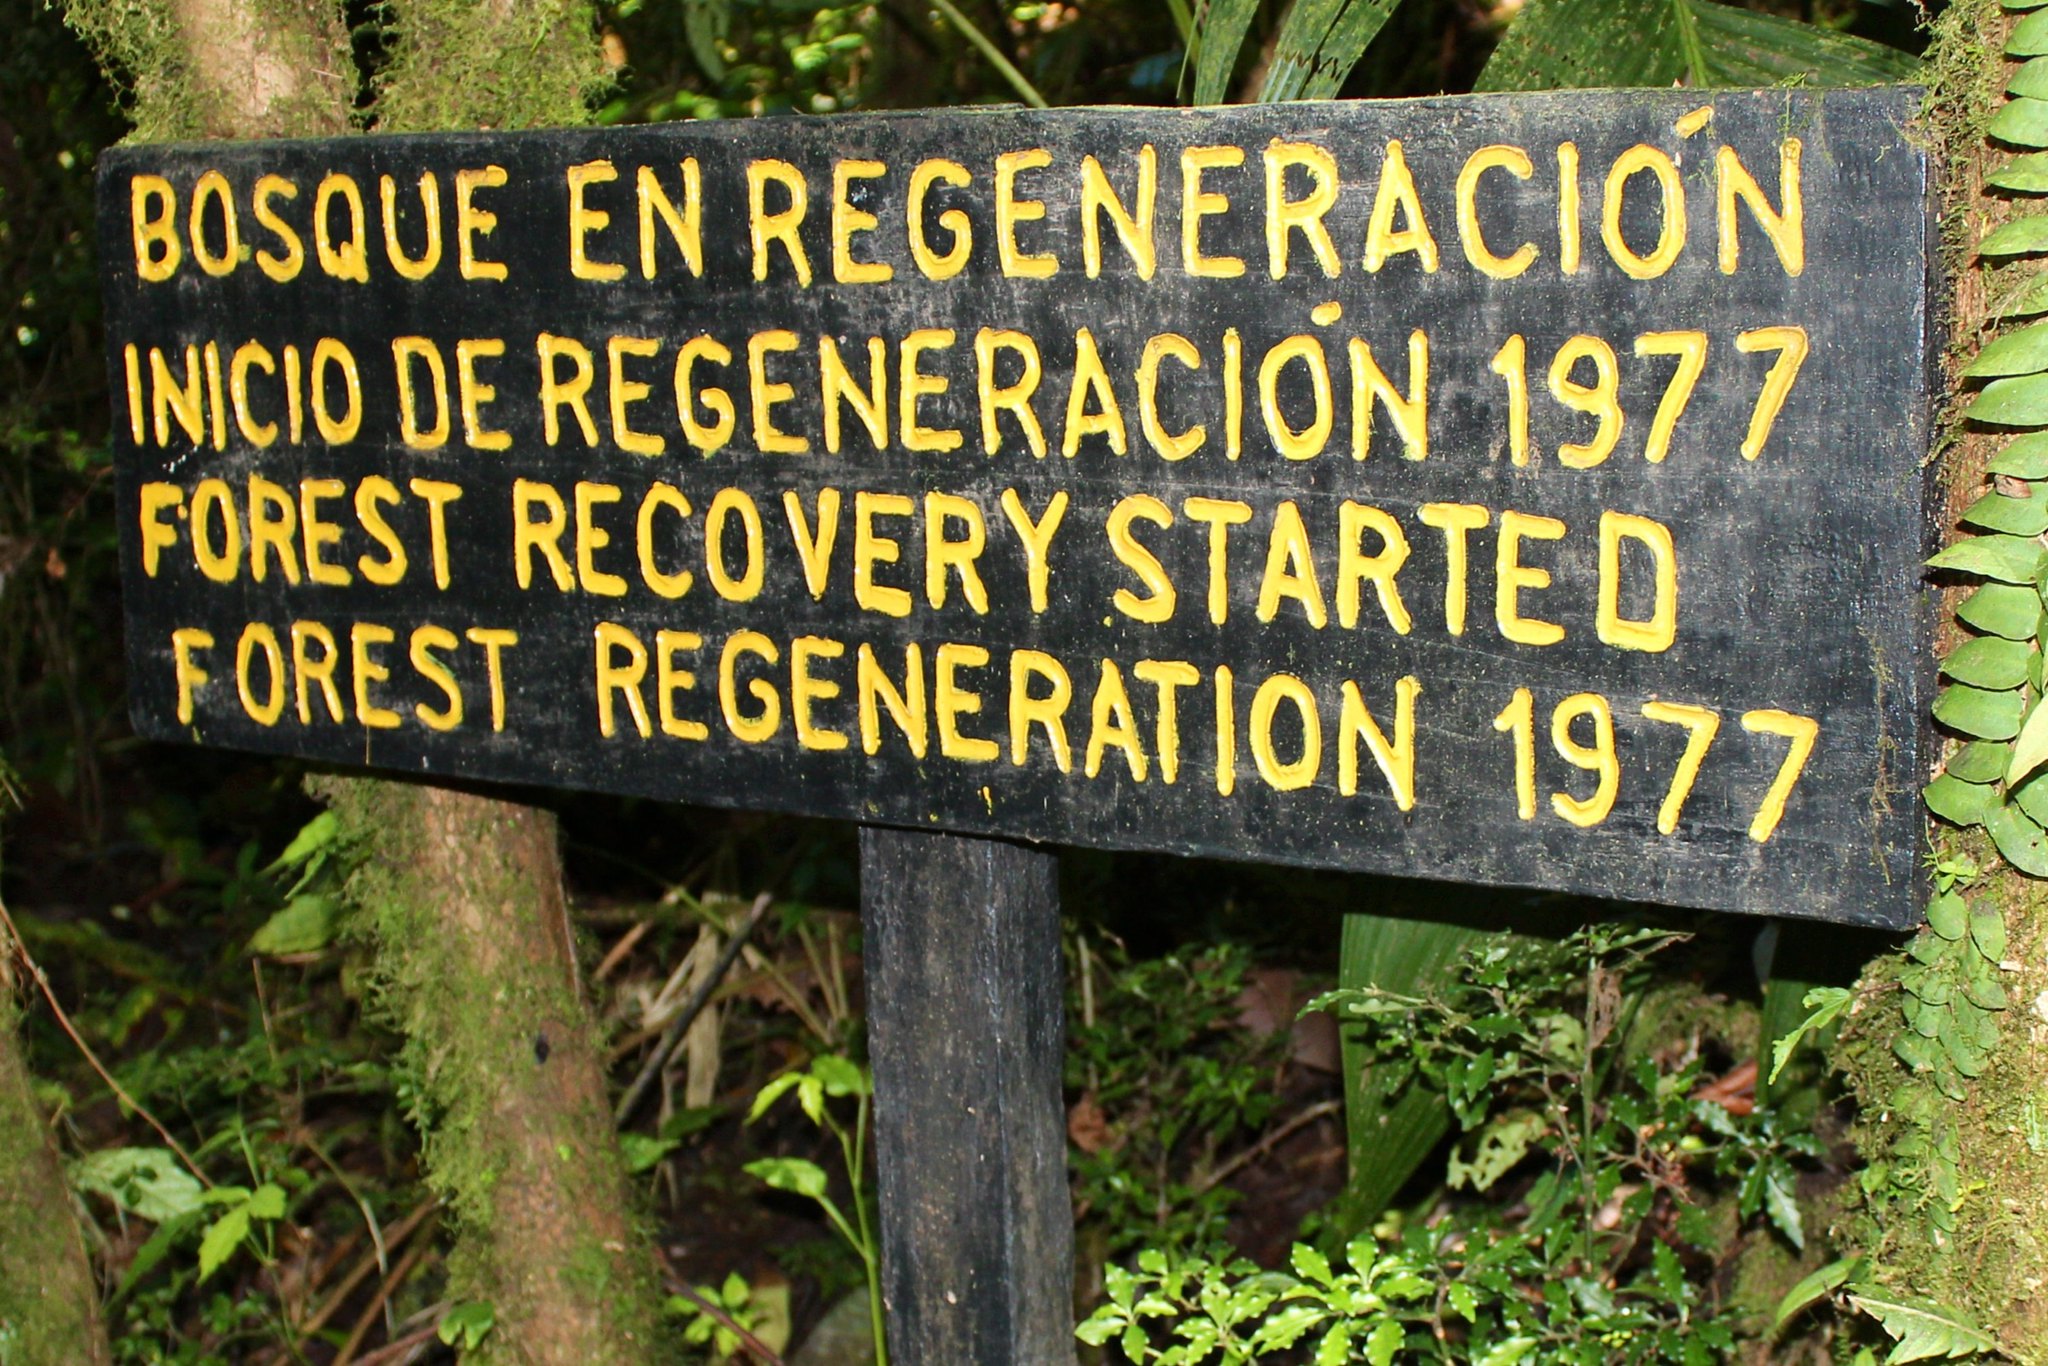 BOSQUE EN REGENERACIÓN
INICIO DE REGENERACIÓN 1977
FOREST RECOVERY STARTED
FOREST REGENERATION 1977